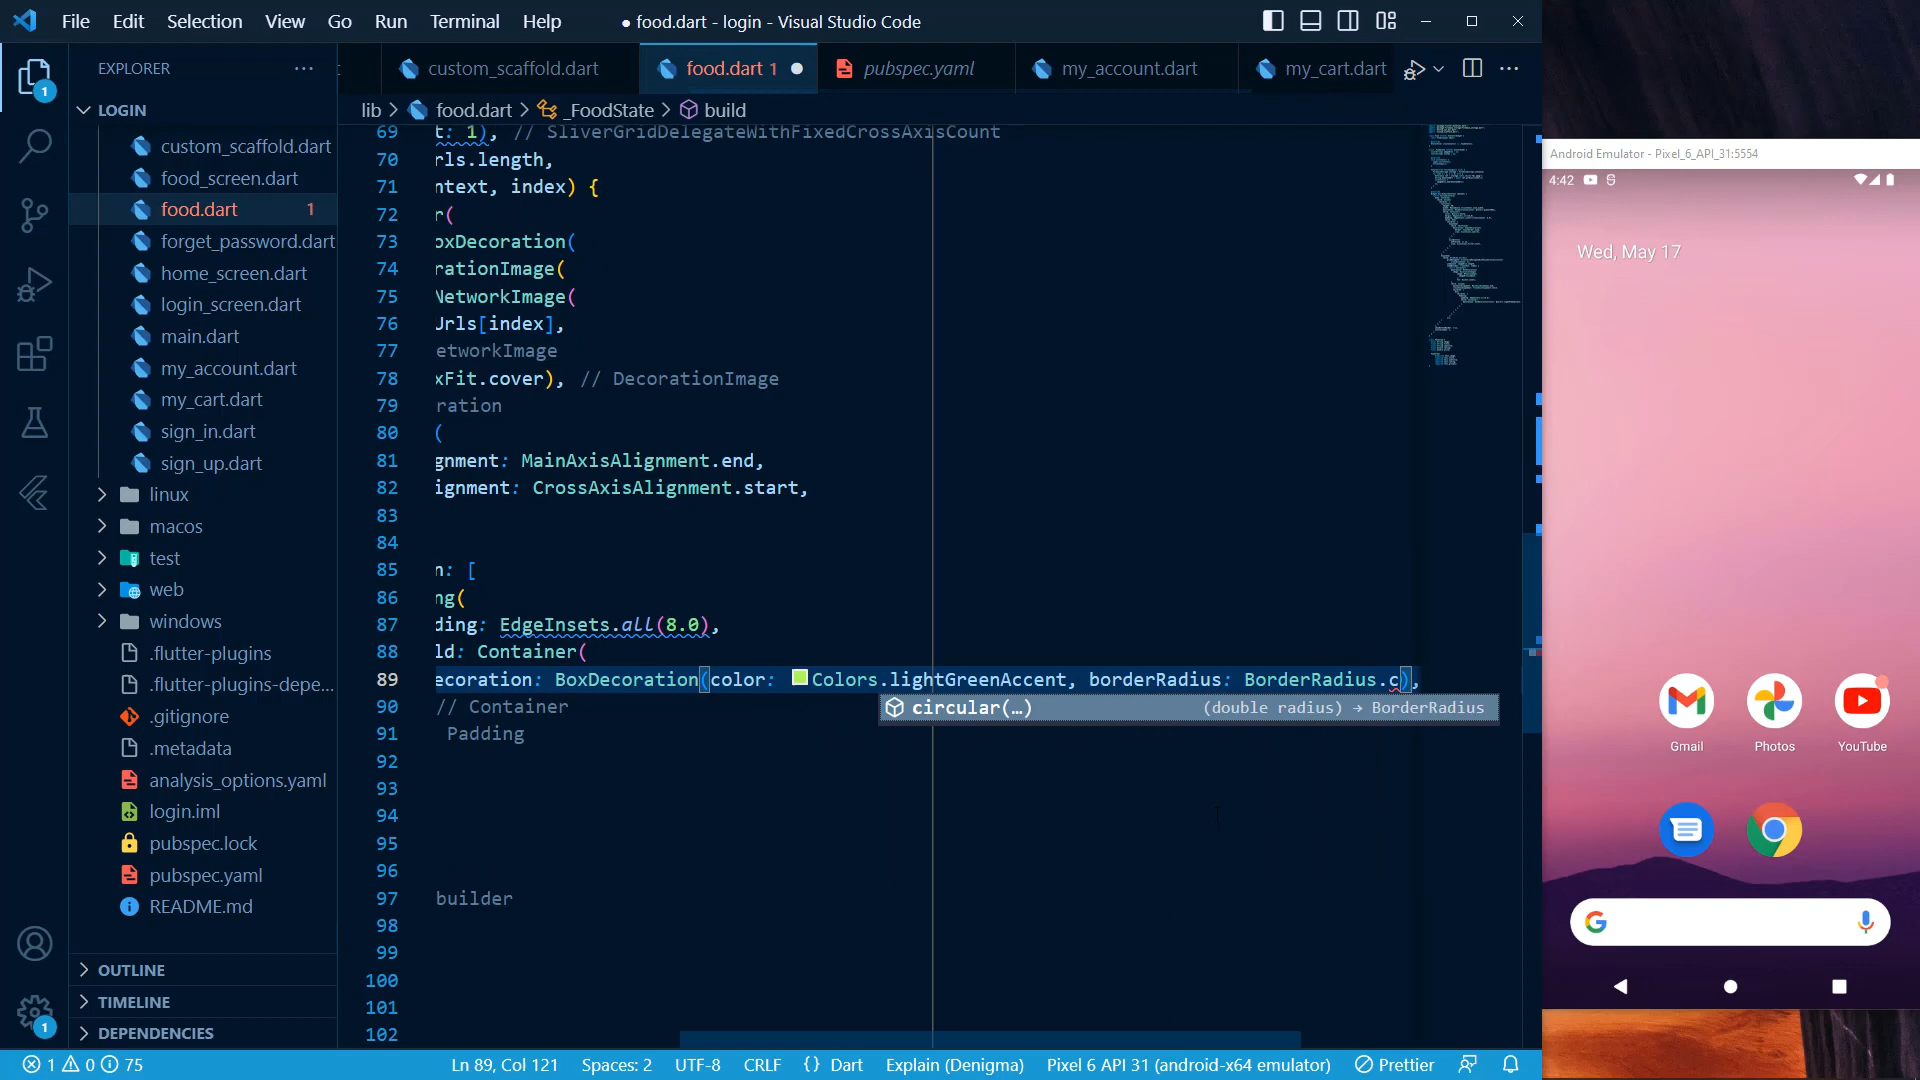 File Edit Selection View Go Run Terminal Help
● food.dart - login - Visual Studio Code
EXPLORER
custom_scaffold.dart
food.dart 1
pubspec.yaml
my_account.dart
my_cart.dart
LOGIN
lib > food.dart > _FoodState > build
custom_scaffold.dart
food_screen.dart
food.dart 1
forget_password.dart
home_screen.dart
login_screen.dart
main.dart
my_account.dart
my_cart.dart
sign_in.dart
sign_up.dart
linux
macos
test
web
windows
.flutter-plugins
.flutter-plugins-depe...
.gitignore
.metadata
analysis_options.yaml
login.iml
pubspec.lock
pubspec.yaml
README.md
OUTLINE
TIMELINE
DEPENDENCIES
1
1
69 t: 1), // SliverGridDelegateWithFixedCrossAxisCount
70 rls.length,
71 ntext, index) {
72 r(
73 oxDecoration(
74 rationImage(
75 NetworkImage(
76 Urls[index],
77 etworkImage
78 xFit.cover), // DecorationImage
79 ration
80 (
81 gnment: MainAxisAlignment.end,
82 ignment: CrossAxisAlignment.start,
83
84
85 n: [
86 ng(
87 ding: EdgeInsets.all(8.0),
88 ld: Container(
89 ecoration: BoxDecoration(color: Colors.lightGreenAccent, borderRadius: BorderRadius.c),
circular(…) (double radius) → BorderRadius
90 // Container
91 Padding
92
93
94
95
96
97 builder
98
99
100
101
102
1 0 75
Ln 89, Col 121
Spaces: 2
UTF-8
CRLF
{} Dart
Explain (Denigma)
Pixel 6 API 31 (android-x64 emulator)
Prettier
Android Emulator - Pixel_6_API_31:5554
4:42
Wed, May 17
Gmail
Photos
YouTube